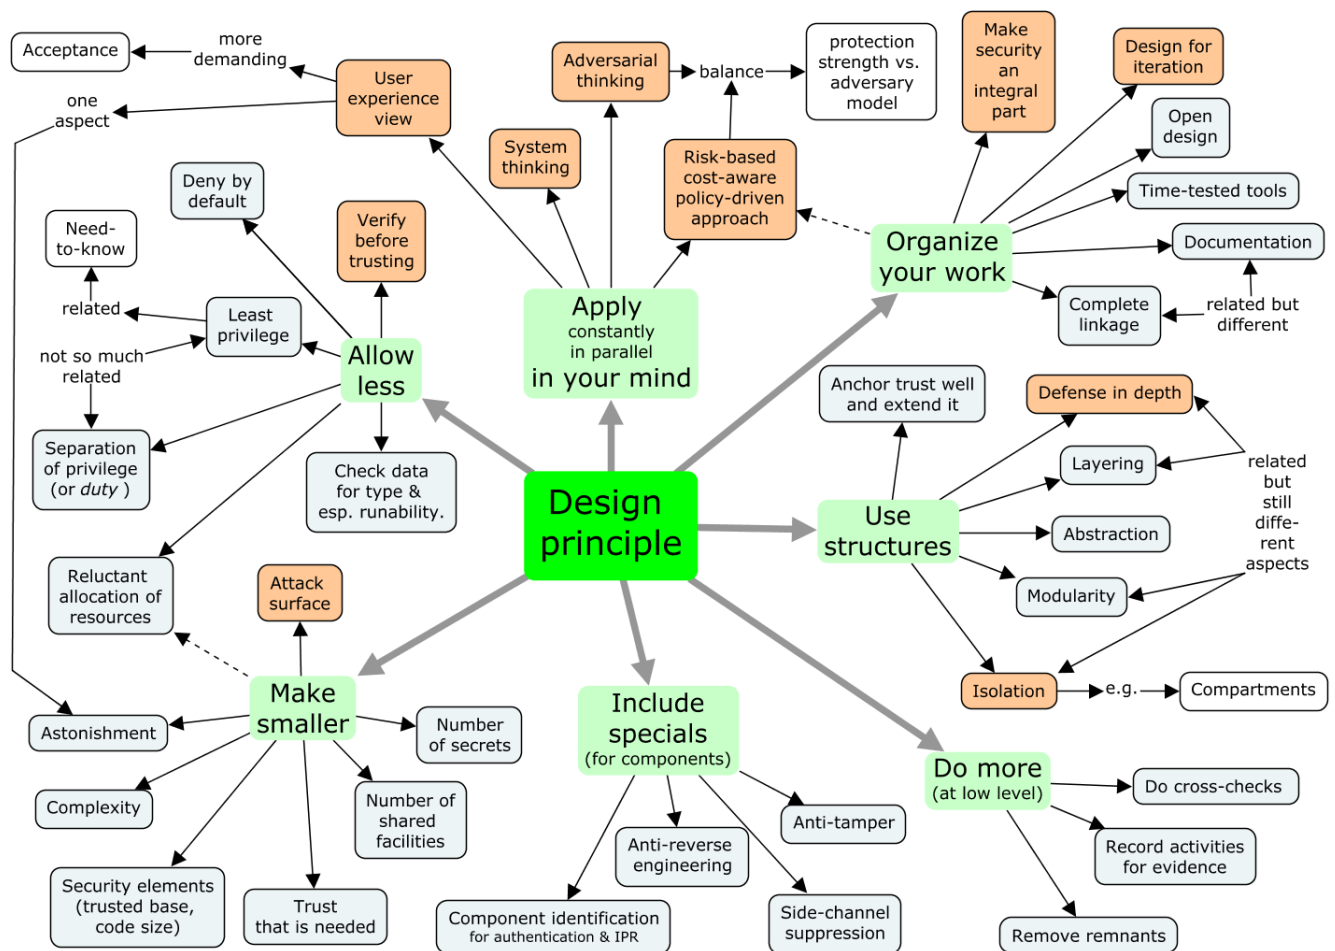 Acceptance
more
demanding
User
experience
view
one
aspect
Adversarial
thinking
balance
protection
strength vs.
adversary
model
System
thinking
Risk-based
cost-aware
policy-driven
approach
Make
security
an
integral
part
Design for
iteration
Open
design
Time-tested tools
Documentation
related but
different
Complete
linkage
Organize
your work
Deny by
default
Verify
before
trusting
Need-
to-know
related
Least
privilege
not so much
related
Allow
less
Separation
of privilege
(or duty )
Check data
for type &
esp. runability.
Reluctant
allocation of
resources
Apply
constantly
in parallel
in your mind
Design
principle
Anchor trust well
and extend it
Defense in depth
Layering
Abstraction
Modularity
related
but
still
diffe-
rent
aspects
Use
structures
Isolation
e.g.
Compartments
Attack
surface
Make
smaller
Astonishment
Complexity
Security elements
(trusted base,
code size)
Trust
that is needed
Number of
shared
facilities
Number
of secrets
Include
specials
(for components)
Component identification
for authentication & IPR
Anti-reverse
engineering
Side-channel
suppression
Anti-tamper
Do more
(at low level)
Do cross-checks
Record activities
for evidence
Remove remnants